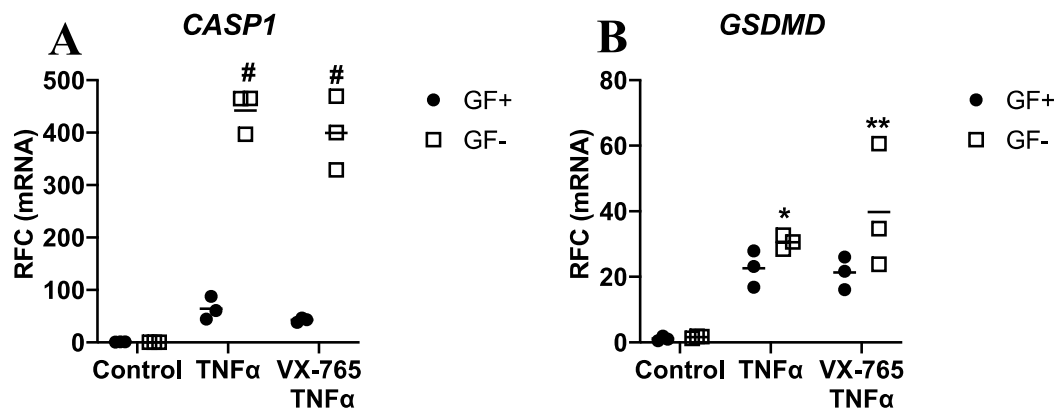 A
CASP1
RFC (mRNA)
500
400
300
200
100
0
#
#
Control
TNFα
VX-765
TNFα
GF+
GF-
B
GSDMD
RFC (mRNA)
80
60
40
20
0
*
**
Control
TNFα
VX-765
TNFα
GF+
GF-